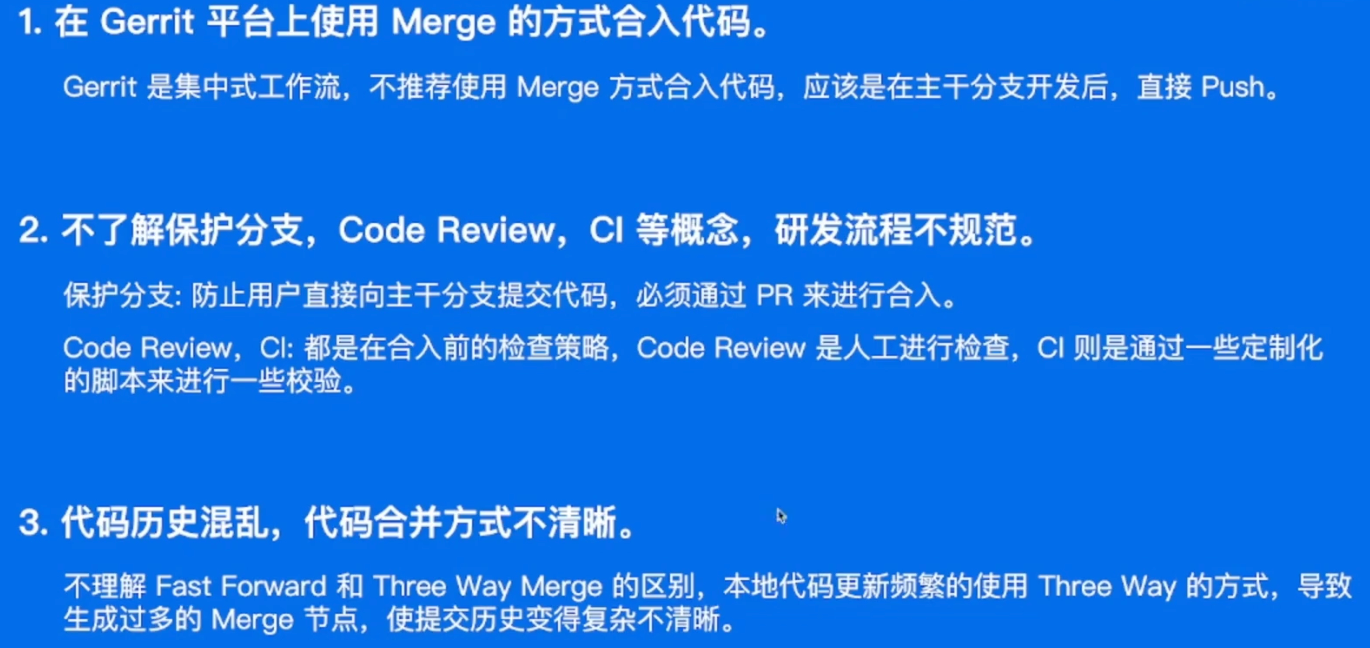 1. 在 Gerrit 平台上使用 Merge 的方式合入代码。
Gerrit 是集中式工作流，不推荐使用 Merge 方式合入代码，应该是在主干分支开发后，直接 Push。
2. 不了解保护分支，Code Review，CI 等概念，研发流程不规范。
保护分支: 防止用户直接向主干分支提交代码，必须通过 PR 来进行合入。
Code Review，CI: 都是在合入前的检查策略，Code Review 是人工进行检查，CI 则是通过一些定制化
的脚本来进行一些校验。
3. 代码历史混乱，代码合并方式不清晰。
不理解 Fast Forward 和 Three Way Merge 的区别，本地代码更新频繁的使用 Three Way 的方式，导致
生成过多的 Merge 节点，使提交历史变得复杂不清晰。